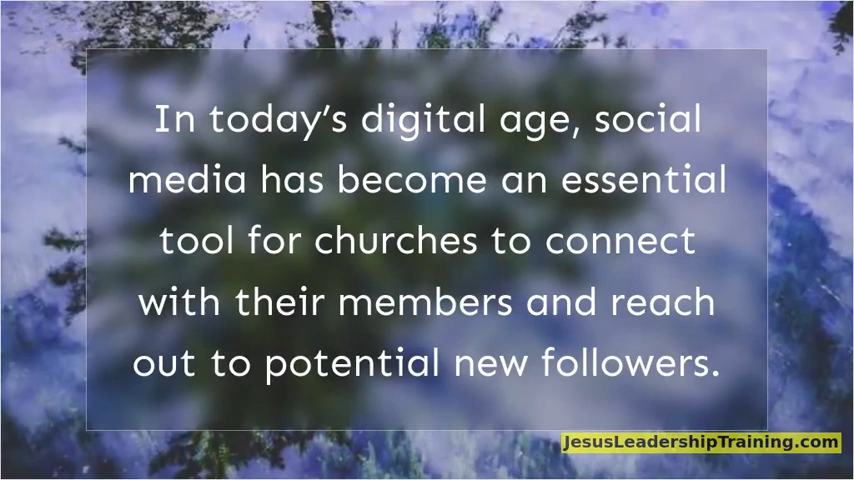 In today’s digital age, social
media has become an essential
tool for churches to connect
with their members and reach
out to potential new followers.
JesusLeadershipTraining.com